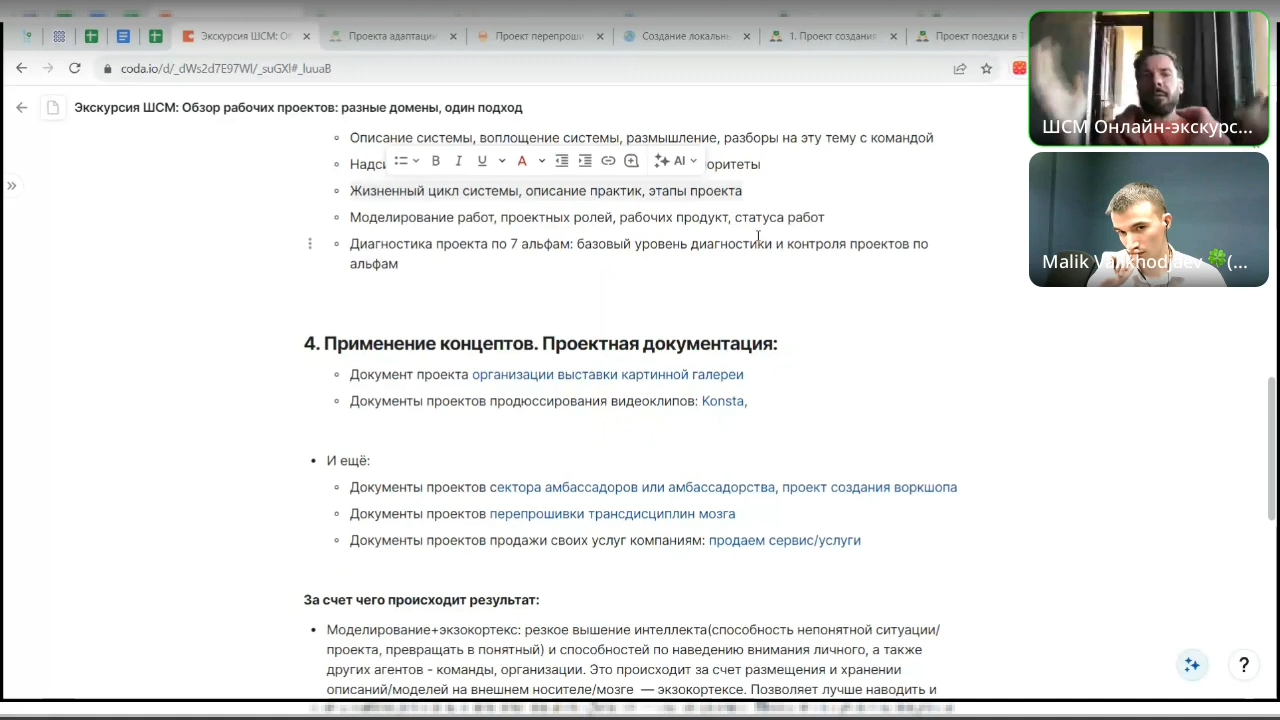 Экскурсия ШСМ: О
Проекта адапта
Проект перепрош
Создание локальн
1. Проект создания
Проект поездки в Т
coda.io/d/_dWs2d7E97Wl/_suGXl#_luuaB
Экскурсия ШСМ: Обзор рабочих проектов: разные домены, один подход
Описание системы, воплощение системы, размышление, разборы на эту тему с командой
B I U A AI
Жизненный цикл системы, описание практик, этапы проекта
Моделирование работ, проектных ролей, рабочих продукт, статуса работ
Диагностика проекта по 7 альфам: базовый уровень диагностики и контроля проектов по
альфам
4. Применение концептов. Проектная документация:
Документ проекта организации выставки картинной галереи
Документы проектов продюссирования видеоклипов: Konsta,
И ещё:
Документы проектов сектора амбассадоров или амбассадорства, проект создания воркшопа
Документы проектов перепрошивки трансдисциплин мозга
Документы проектов продажи своих услуг компаниям: продаем сервис/услуги
За счет чего происходит результат:
Моделирование+экзокортекс: резкое вышение интеллекта(способность непонятной ситуации/
проекта, превращать в понятный) и способностей по наведению внимания личного, а также
других агентов - команды, организации. Это происходит за счет размещения и хранении
описаний/моделей на внешнем носителе/мозге — экзокортексе. Позволяет лучше наводить и
ШСМ Онлайн-экскурс...
Malik Valikhodjaev (...